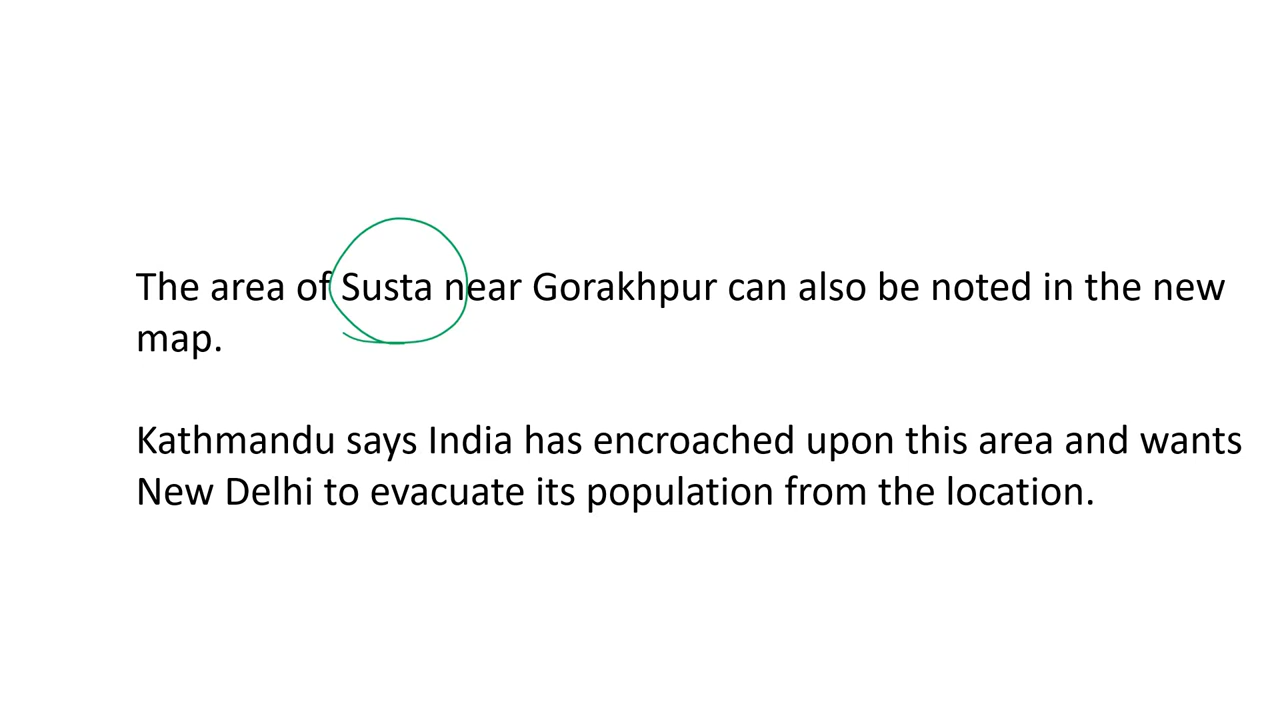 The area of Susta near Gorakhpur can also be noted in the new
map.
Kathmandu says India has encroached upon this area and wants
New Delhi to evacuate its population from the location.